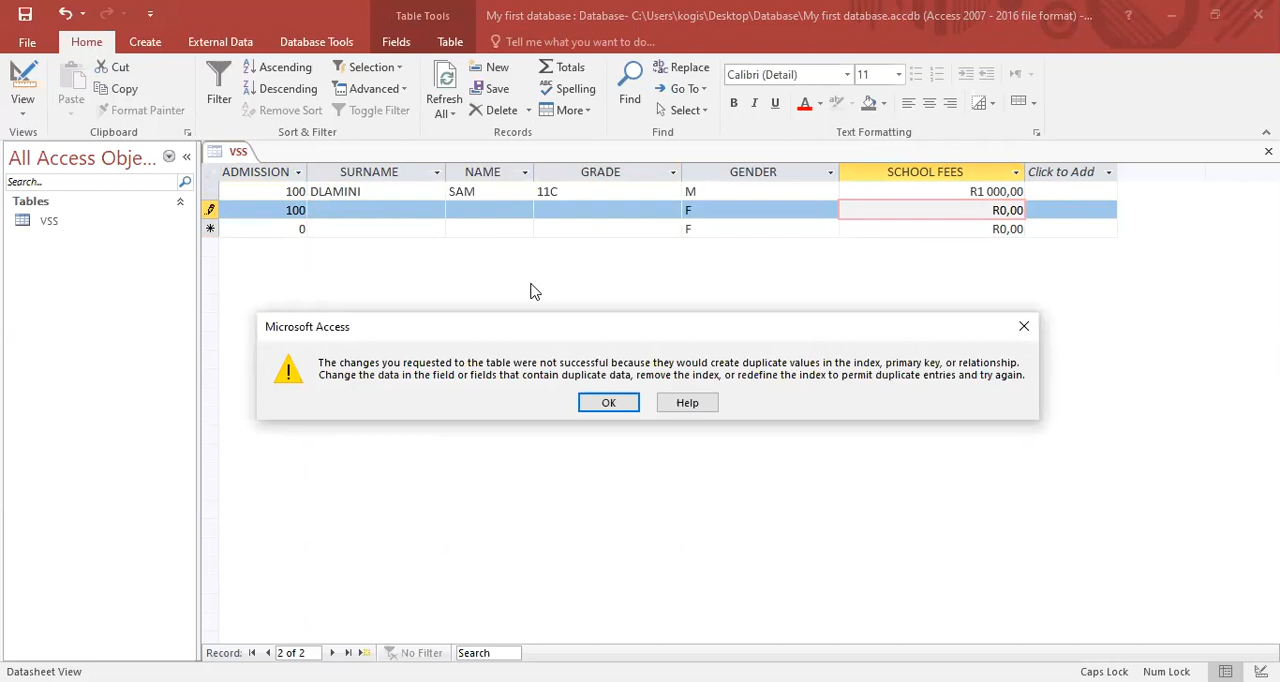 Table Tools
My first database : Database- C:\Users\kogis\Desktop\Database\My first database.accdb (Access 2007 - 2016 file format) -...
File Home Create External Data Database Tools Fields Table Tell me what you want to do...
View
Views
Paste
Cut
Copy
Format Painter
Clipboard
Filter
Ascending
Descending
Remove Sort
Selection
Advanced
Toggle Filter
Sort & Filter
Refresh All
New
Save
Delete
Totals
Spelling
More
Records
Find
Replace
Go To
Select
Find
Calibri (Detail) 11
B I U A
Text Formatting
All Access Obje...
Search...
Tables
VSS
VSS
ADMISSION SURNAME NAME GRADE GENDER SCHOOL FEES Click to Add
100 DLAMINI SAM 11C M R1 000,00
100 F R0,00
0 F R0,00
Microsoft Access
The changes you requested to the table were not successful because they would create duplicate values in the index, primary key, or relationship.
Change the data in the field or fields that contain duplicate data, remove the index, or redefine the index to permit duplicate entries and try again.
OK Help
Record: 2 of 2 No Filter Search
Datasheet View Caps Lock Num Lock